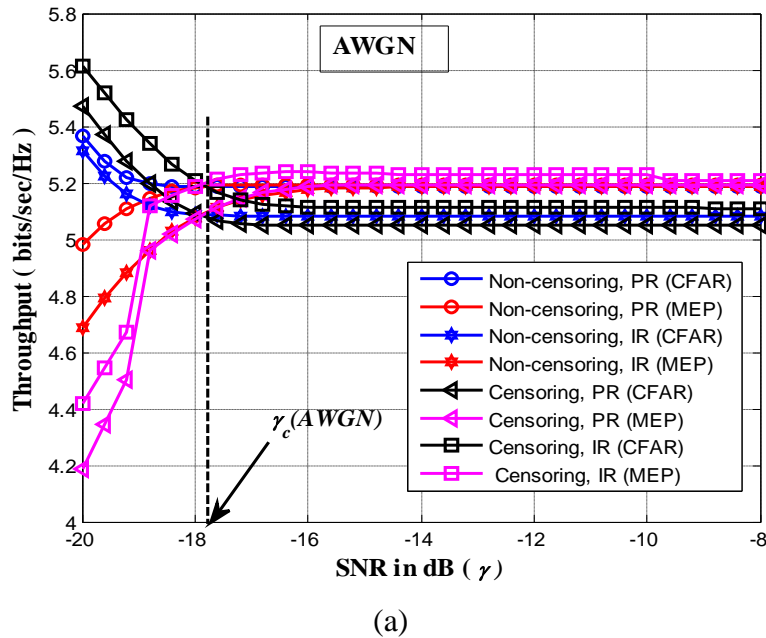 AWGN
5.8
5.6
5.4
5.2
5
4.8
4.6
4.4
4.2
4
Throughput ( bits/sec/Hz)
Non-censoring, PR (CFAR)
Non-censoring, PR (MEP)
Non-censoring, IR (CFAR)
Non-censoring, IR (MEP)
Censoring, PR (CFAR)
Censoring, PR (MEP)
Censoring, IR (CFAR)
Censoring, IR (MEP)
γc(AWGN)
-20 -18 -16 -14 -12 -10 -8
SNR in dB ( γ )
(a)